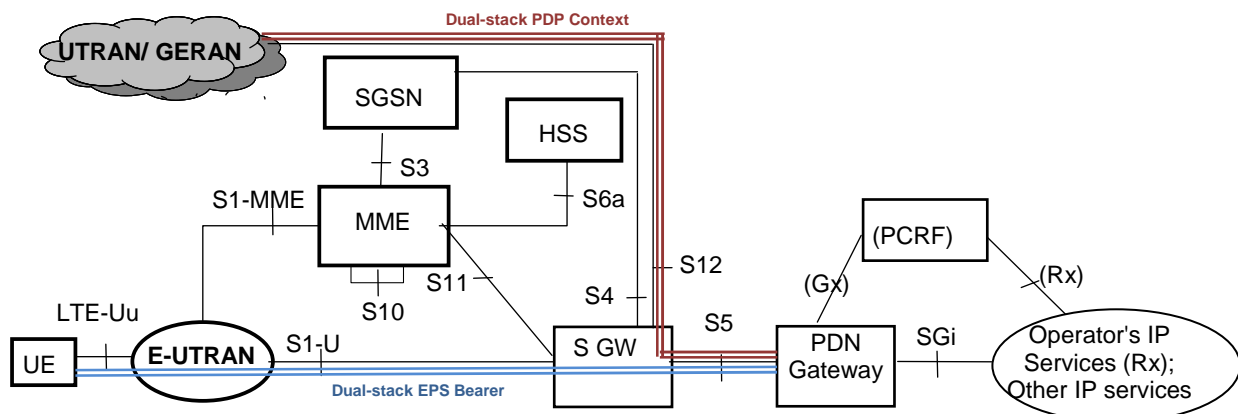 Dual-stack PDP Context
UTRAN/ GERAN
SGSN
HSS
S3
S6a
S1-MME
MME
(PCRF)
S12
S11
(Gx)
(Rx)
S10
S4
LTE-Uu
S5
S1-U
UE
E-UTRAN
S GW
PDN
Gateway
SGi
Operator's IP
Services (Rx);
Other IP services
Dual-stack EPS Bearer